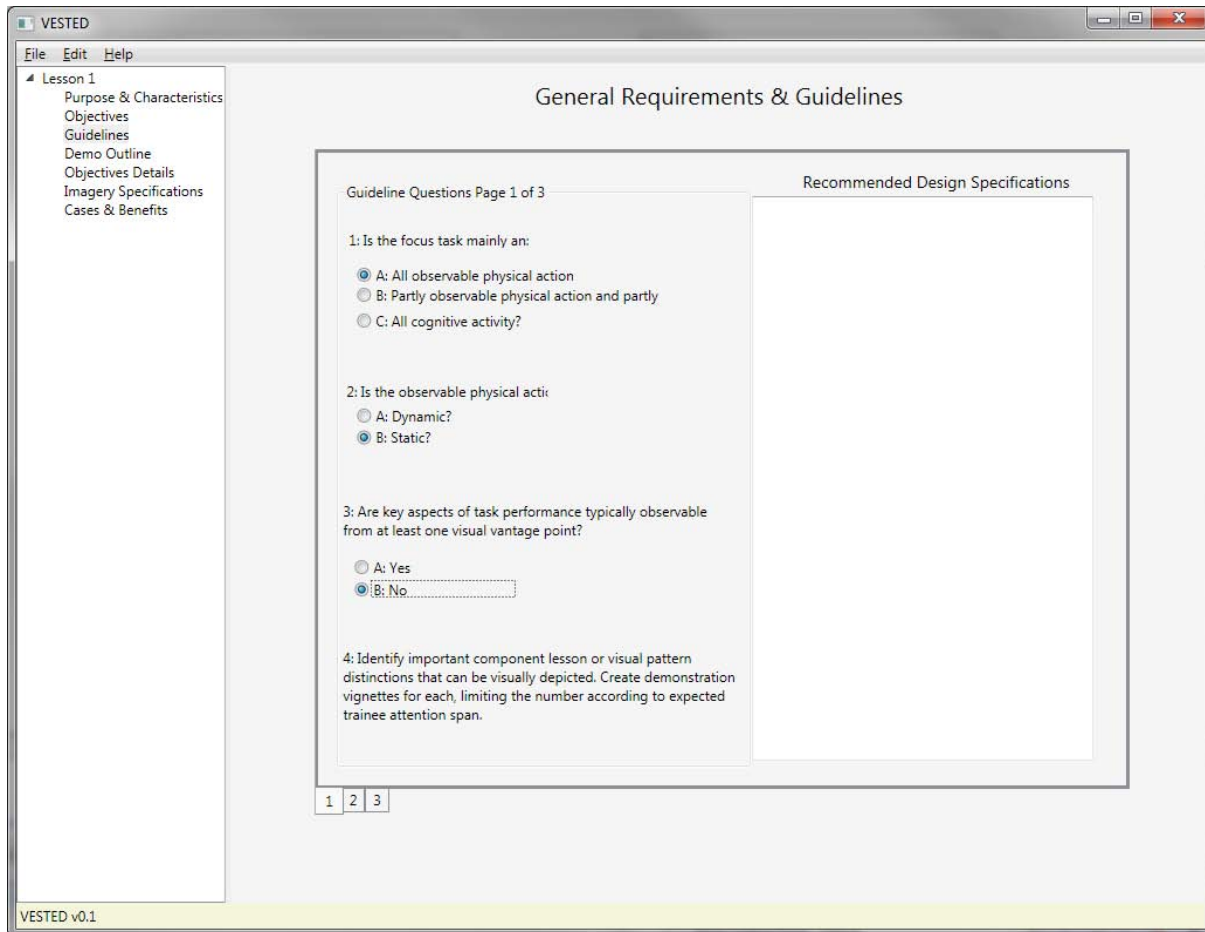 VESTED
File Edit Help
Lesson 1
Purpose & Characteristics
Objectives
Guidelines
Demo Outline
Objectives Details
Imagery Specifications
Cases & Benefits
General Requirements & Guidelines
Guideline Questions Page 1 of 3
1: Is the focus task mainly an:
A: All observable physical action
B: Partly observable physical action and partly
C: All cognitive activity?
2: Is the observable physical actic
A: Dynamic?
B: Static?
3: Are key aspects of task performance typically observable
from at least one visual vantage point?
A: Yes
B: No
4: Identify important component lesson or visual pattern
distinctions that can be visually depicted. Create demonstration
vignettes for each, limiting the number according to expected
trainee attention span.
Recommended Design Specifications
1 2 3
VESTED v0.1